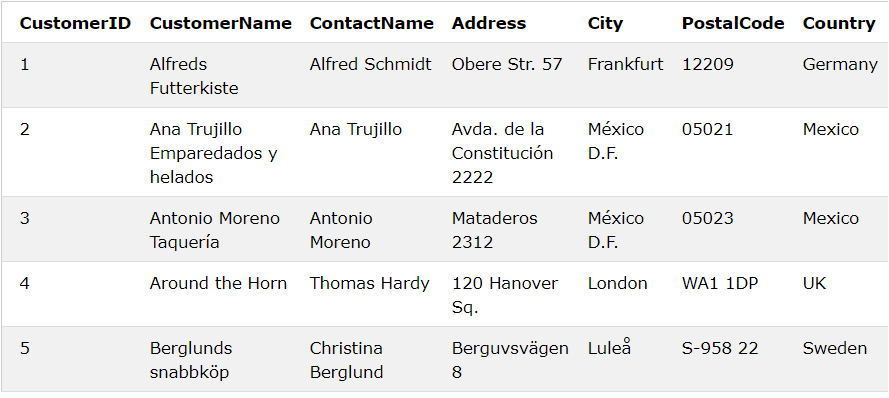 CustomerID CustomerName ContactName Address City PostalCode Country
1 Alfreds Futterkiste Alfred Schmidt Obere Str. 57 Frankfurt 12209 Germany
2 Ana Trujillo Emparedados y helados Ana Trujillo Avda. de la Constitución 2222 México D.F. 05021 Mexico
3 Antonio Moreno Taquería Antonio Moreno Mataderos 2312 México D.F. 05023 Mexico
4 Around the Horn Thomas Hardy 120 Hanover Sq. London WA1 1DP UK
5 Berglunds snabbköp Christina Berglund Berguvsvägen 8 Luleå S-958 22 Sweden